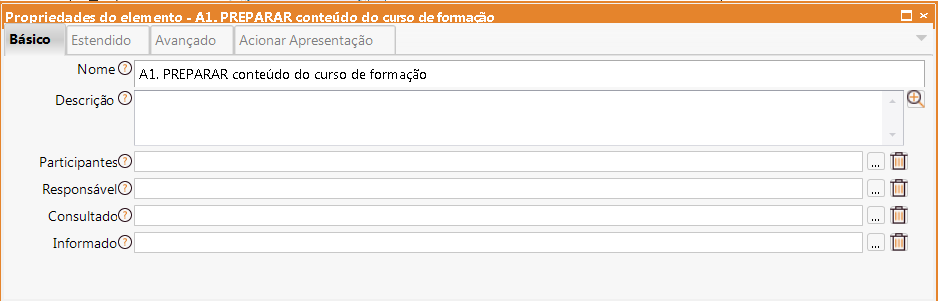 Propriedades do elemento - A1. PREPARAR conteúdo do curso de formação
Básico Estendido Avançado Acionar Apresentação
Nome ? A1. PREPARAR conteúdo do curso de formação
Descrição ?
Participantes ? ...
Responsável ? ...
Consultado ? ...
Informado ? ...